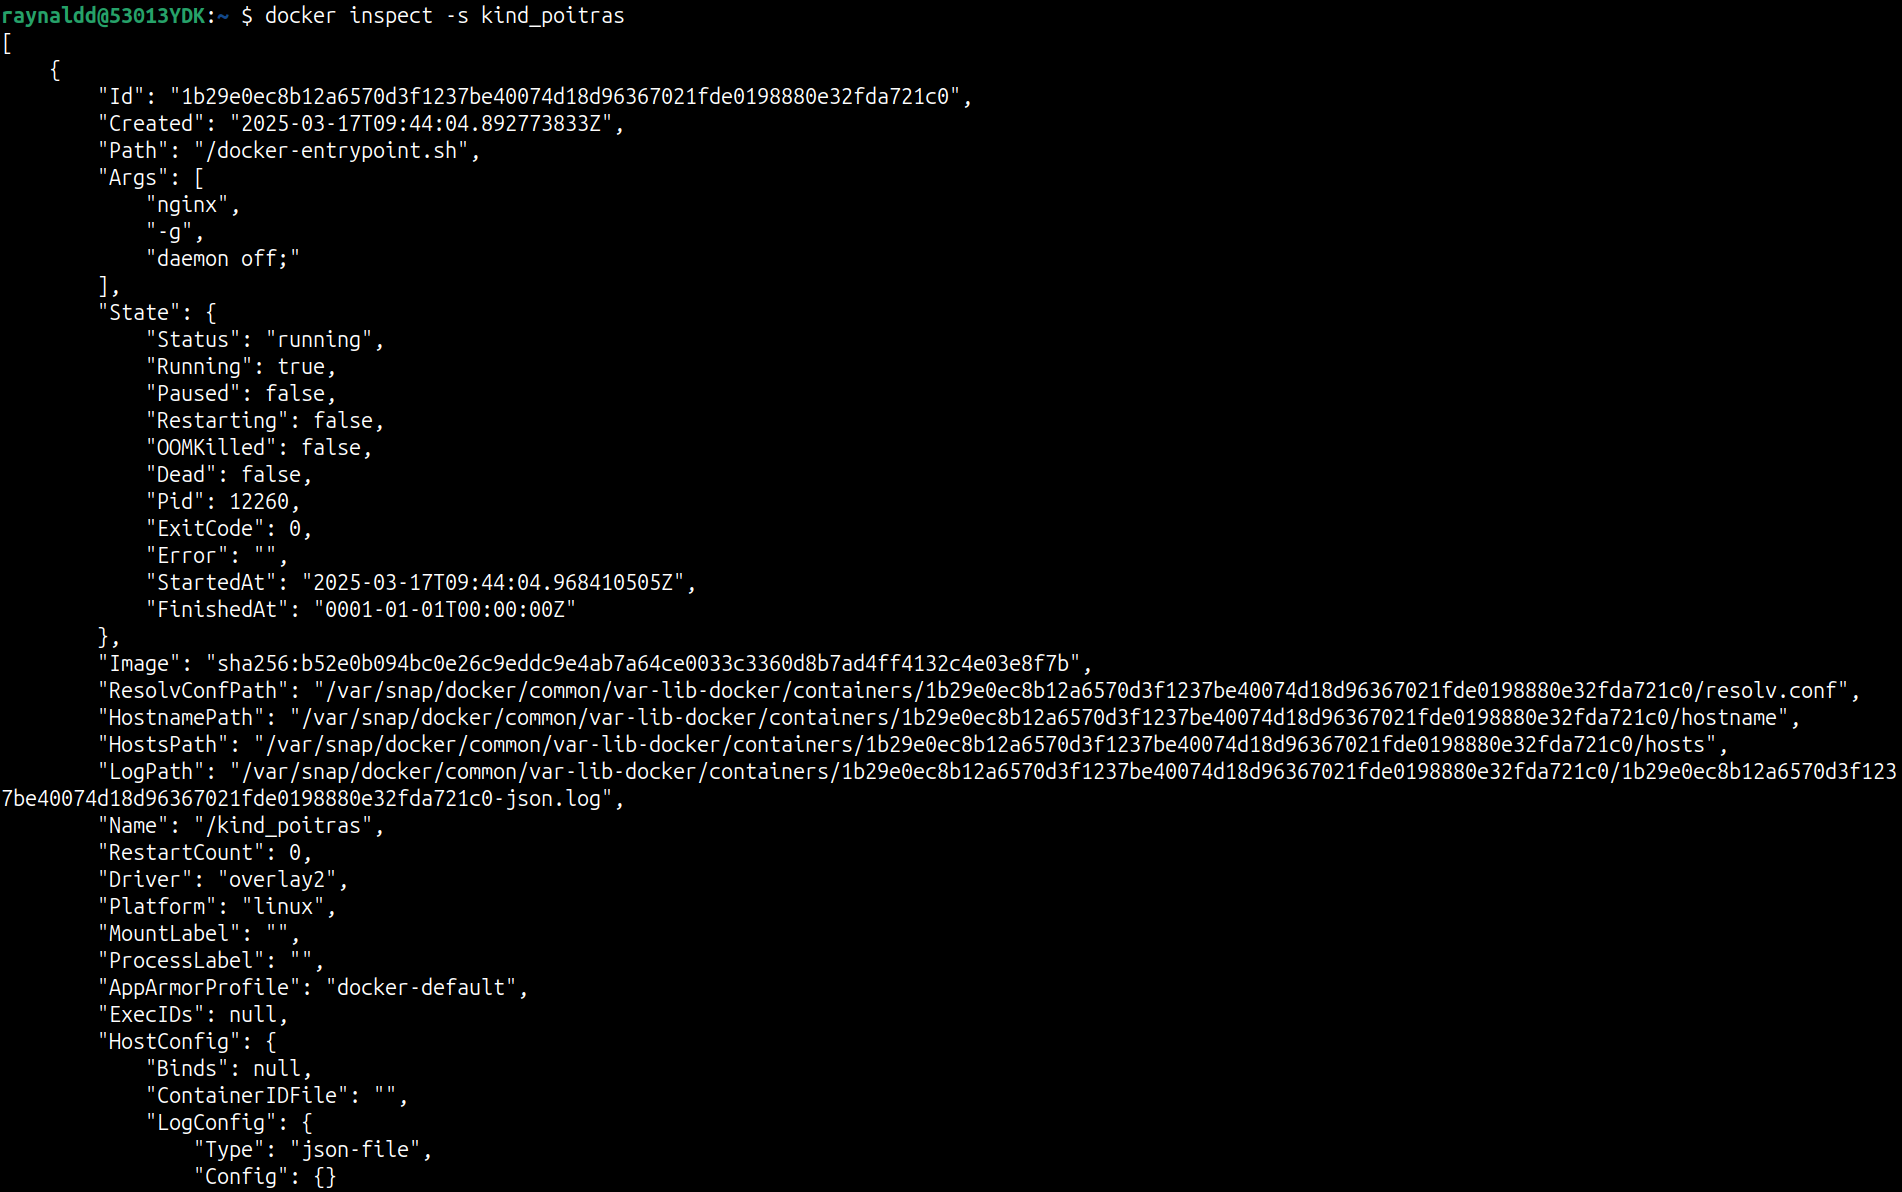 raynaldd@53013YDK:~ $ docker inspect -s kind_poitras
[
    {
        "Id": "1b29e0ec8b12a6570d3f1237be40074d18d96367021fde0198880e32fda721c0",
        "Created": "2025-03-17T09:44:04.892773833Z",
        "Path": "/docker-entrypoint.sh",
        "Args": [
            "nginx",
            "-g",
            "daemon off;"
        ],
        "State": {
            "Status": "running",
            "Running": true,
            "Paused": false,
            "Restarting": false,
            "OOMKilled": false,
            "Dead": false,
            "Pid": 12260,
            "ExitCode": 0,
            "Error": "",
            "StartedAt": "2025-03-17T09:44:04.968410505Z",
            "FinishedAt": "0001-01-01T00:00:00Z"
        },
        "Image": "sha256:b52e0b094bc0e26c9eddc9e4ab7a64ce0033c3360d8b7ad4ff4132c4e03e8f7b",
        "ResolvConfPath": "/var/snap/docker/common/var-lib-docker/containers/1b29e0ec8b12a6570d3f1237be40074d18d96367021fde0198880e32fda721c0/resolv.conf",
        "HostnamePath": "/var/snap/docker/common/var-lib-docker/containers/1b29e0ec8b12a6570d3f1237be40074d18d96367021fde0198880e32fda721c0/hostname",
        "HostsPath": "/var/snap/docker/common/var-lib-docker/containers/1b29e0ec8b12a6570d3f1237be40074d18d96367021fde0198880e32fda721c0/hosts",
        "LogPath": "/var/snap/docker/common/var-lib-docker/containers/1b29e0ec8b12a6570d3f1237be40074d18d96367021fde0198880e32fda721c0/1b29e0ec8b12a6570d3f123
7be40074d18d96367021fde0198880e32fda721c0-json.log",
        "Name": "/kind_poitras",
        "RestartCount": 0,
        "Driver": "overlay2",
        "Platform": "linux",
        "MountLabel": "",
        "ProcessLabel": "",
        "AppArmorProfile": "docker-default",
        "ExecIDs": null,
        "HostConfig": {
            "Binds": null,
            "ContainerIDFile": "",
            "LogConfig": {
                "Type": "json-file",
                "Config": {}